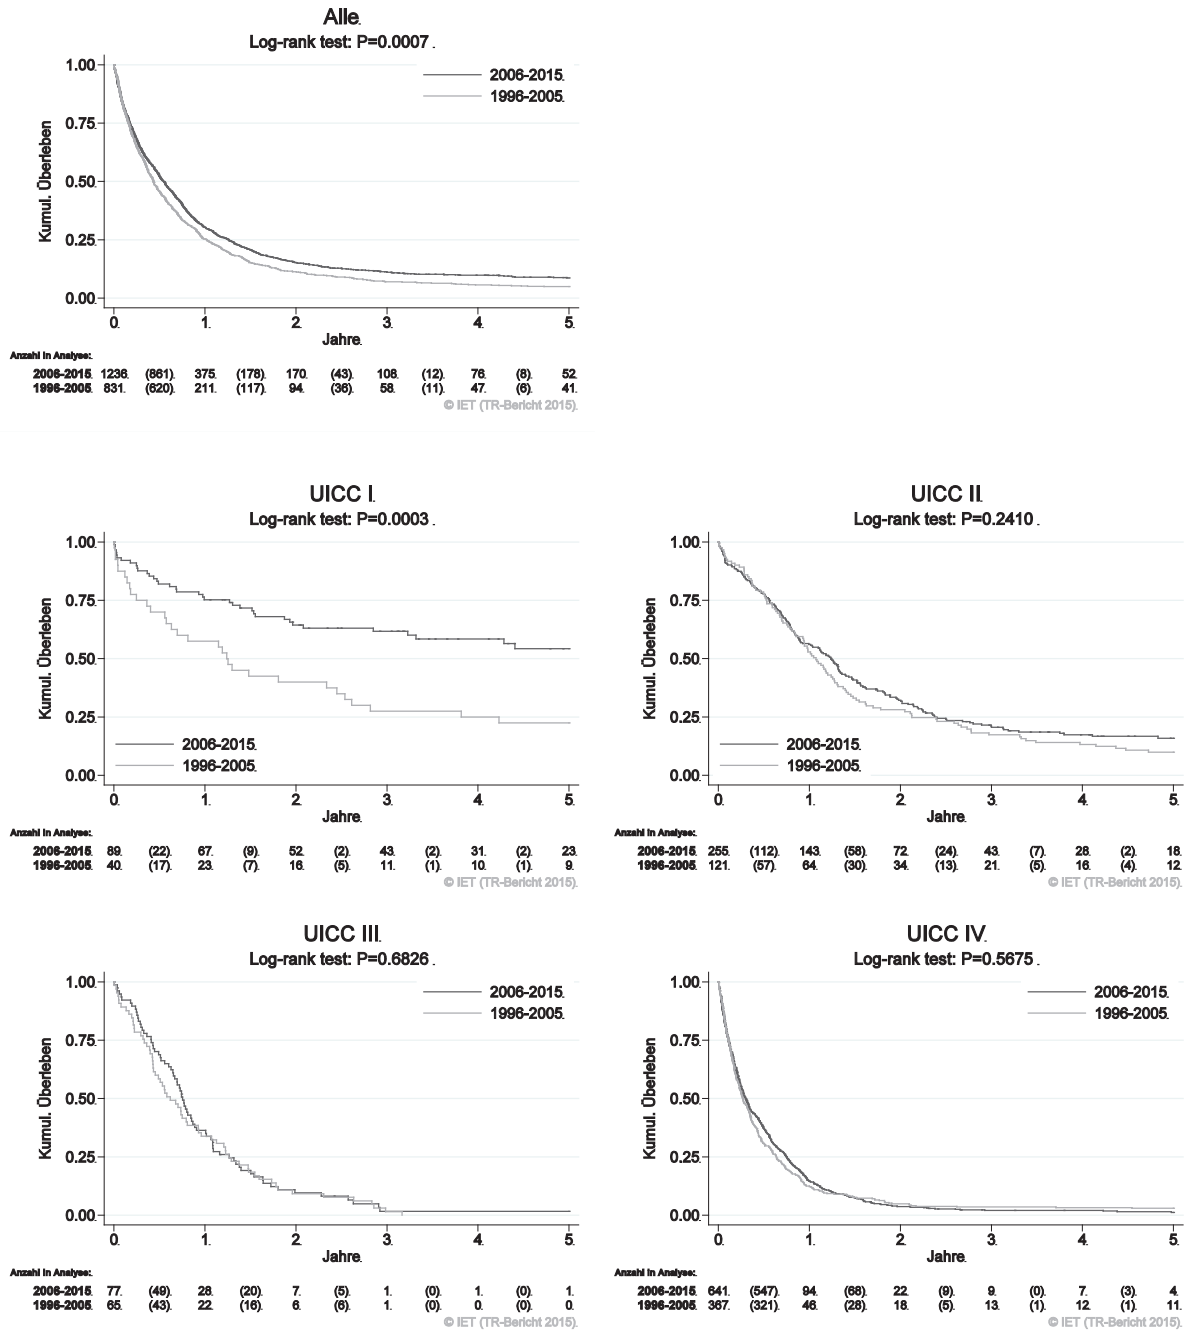 Alle.
Log-rank test: P=0.0007 .
1.00.
0.75.
0.50.
0.25.
0.00.
Kumul. Überleben
2006-2015.
1996-2005.
0. 1. 2. 3. 4. 5.
Jahre.
Anzahl in Analyse:.
2006-2015. 1236. (861). 375. (178). 170. (43). 108. (12). 76. (8). 52.
1996-2005. 831. (620). 211. (117). 94. (36). 58. (11). 47. (6). 41.
© IET (TR-Bericht 2015).
UICC I.
Log-rank test: P=0.0003 .
1.00.
0.75.
0.50.
0.25.
0.00.
Kumul. Überleben
2006-2015.
1996-2005.
0. 1. 2. 3. 4. 5.
Jahre.
Anzahl in Analyse:.
2006-2015. 89. (22). 67. (9). 52. (2). 43. (2). 31. (2). 23.
1996-2005. 40. (17). 23. (7). 16. (5). 11. (1). 10. (1). 9.
© IET (TR-Bericht 2015).
UICC II.
Log-rank test: P=0.2410 .
1.00.
0.75.
0.50.
0.25.
0.00.
Kumul. Überleben
2006-2015.
1996-2005.
0. 1. 2. 3. 4. 5.
Jahre.
Anzahl in Analyse:.
2006-2015. 255. (112). 143. (58). 72. (24). 43. (7). 28. (2). 18.
1996-2005. 121. (57). 64. (30). 34. (13). 21. (5). 16. (4). 12.
© IET (TR-Bericht 2015).
UICC III.
Log-rank test: P=0.6826 .
1.00.
0.75.
0.50.
0.25.
0.00.
Kumul. Überleben
2006-2015.
1996-2005.
0. 1. 2. 3. 4. 5.
Jahre.
Anzahl in Analyse:.
2006-2015. 77. (49). 28. (20). 7. (5). 1. (0). 1. (0). 1.
1996-2005. 65. (43). 22. (16). 6. (6). 1. (0). 0. (0). 0.
© IET (TR-Bericht 2015).
UICC IV.
Log-rank test: P=0.5675 .
1.00.
0.75.
0.50.
0.25.
0.00.
Kumul. Überleben
2006-2015.
1996-2005.
0. 1. 2. 3. 4. 5.
Jahre.
Anzahl in Analyse:.
2006-2015. 641. (547). 94. (68). 22. (9). 9. (0). 7. (3). 4.
1996-2005. 367. (321). 46. (28). 18. (5). 13. (1). 12. (1). 11.
© IET (TR-Bericht 2015).